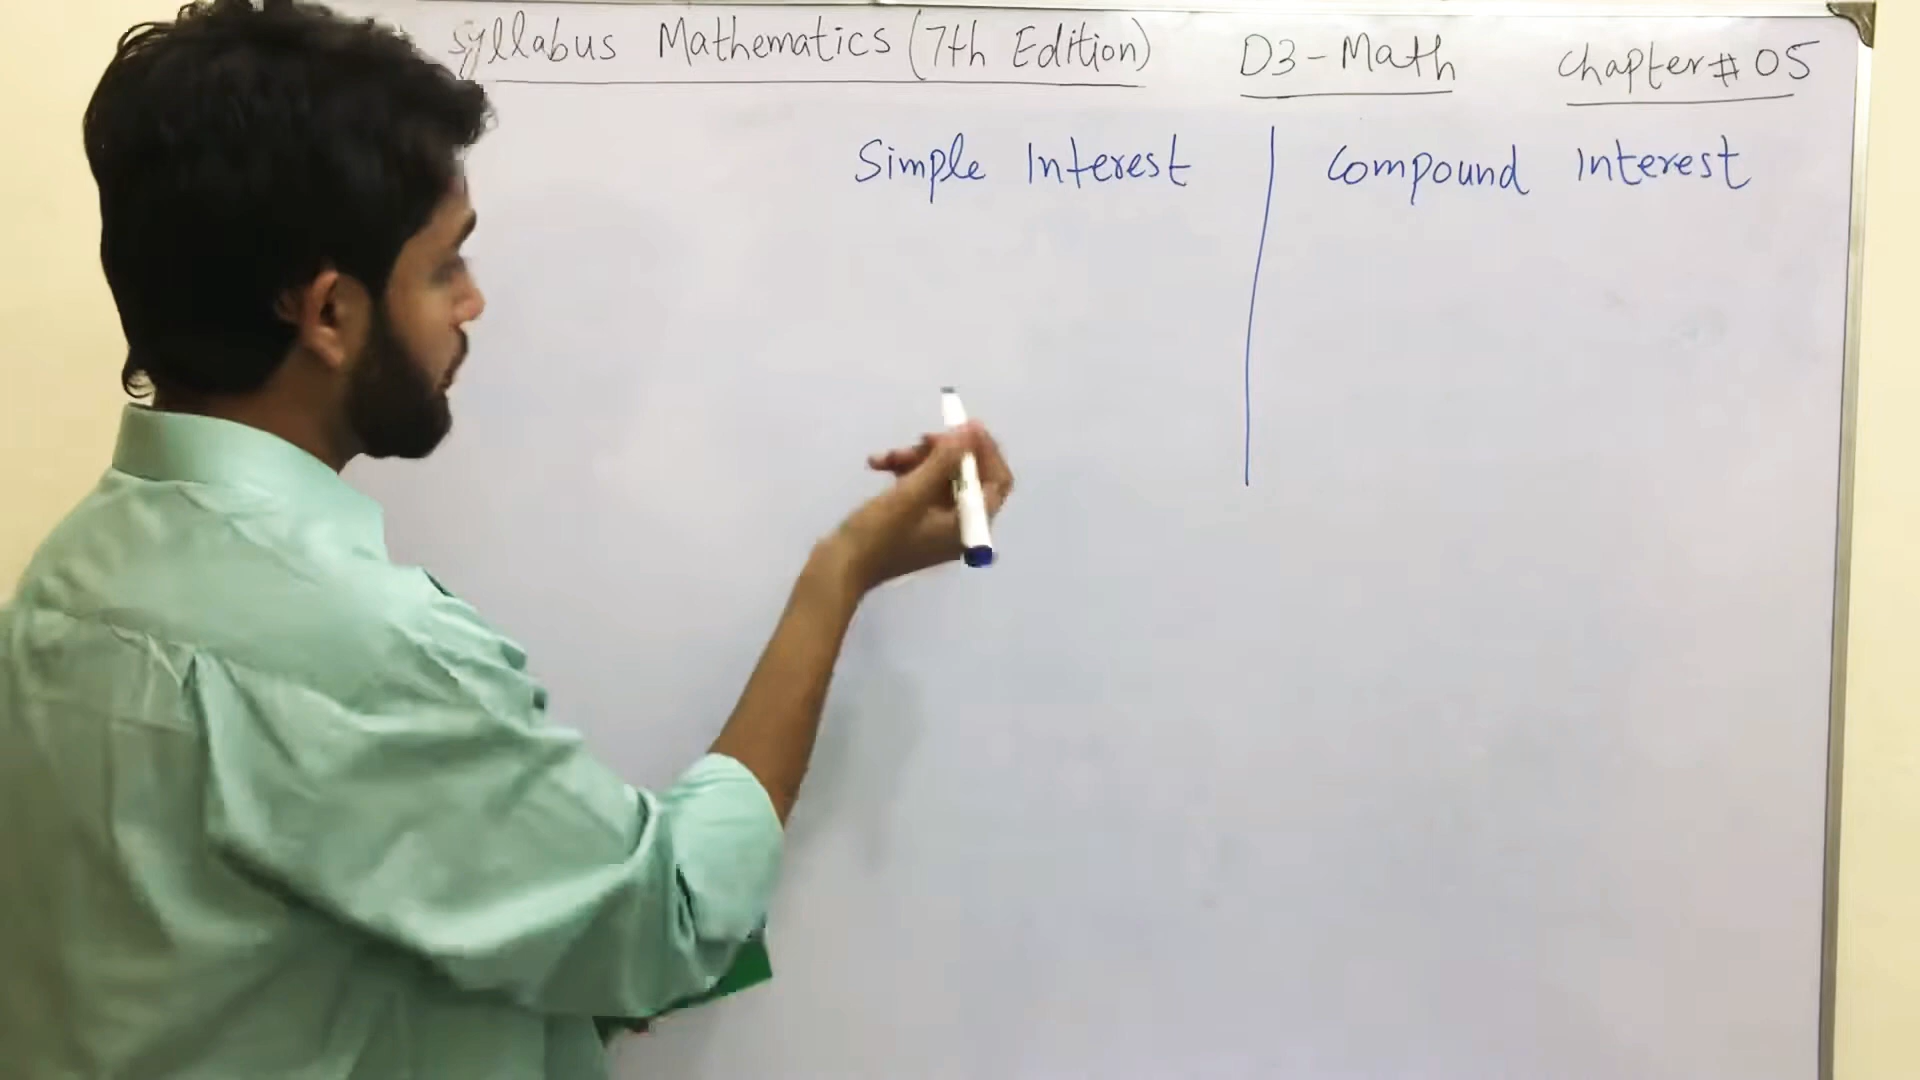 Syllabus Mathematics (7th Edition) D3-Math Chapter # 05
Simple Interest Compound Interest